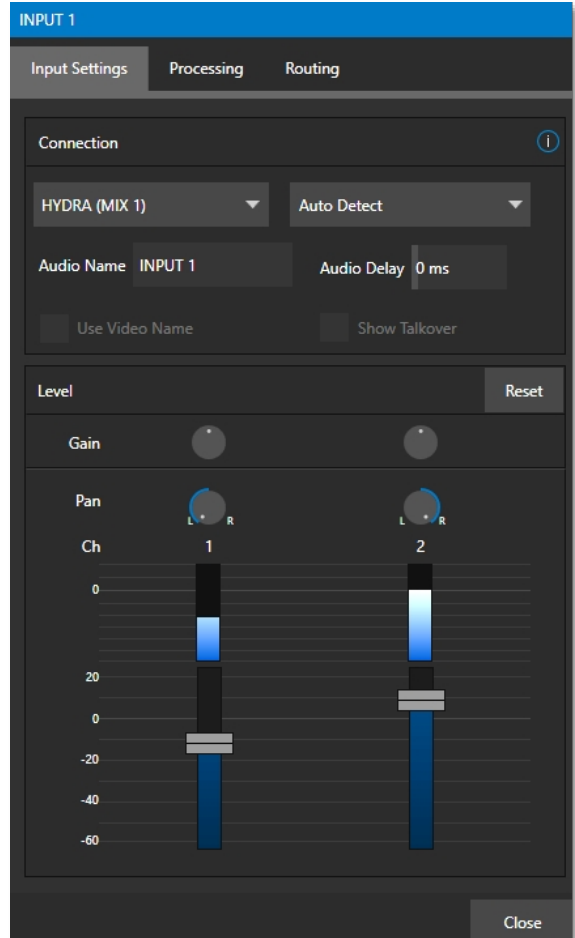 INPUT 1
Input Settings Processing Routing
Connection i
HYDRA (MIX 1) Auto Detect
Audio Name INPUT 1 Audio Delay 0 ms
Use Video Name Show Talkover
Level Reset
Gain
Pan L R L R
Ch 1 2
0
20
0
-20
-40
-60
Close